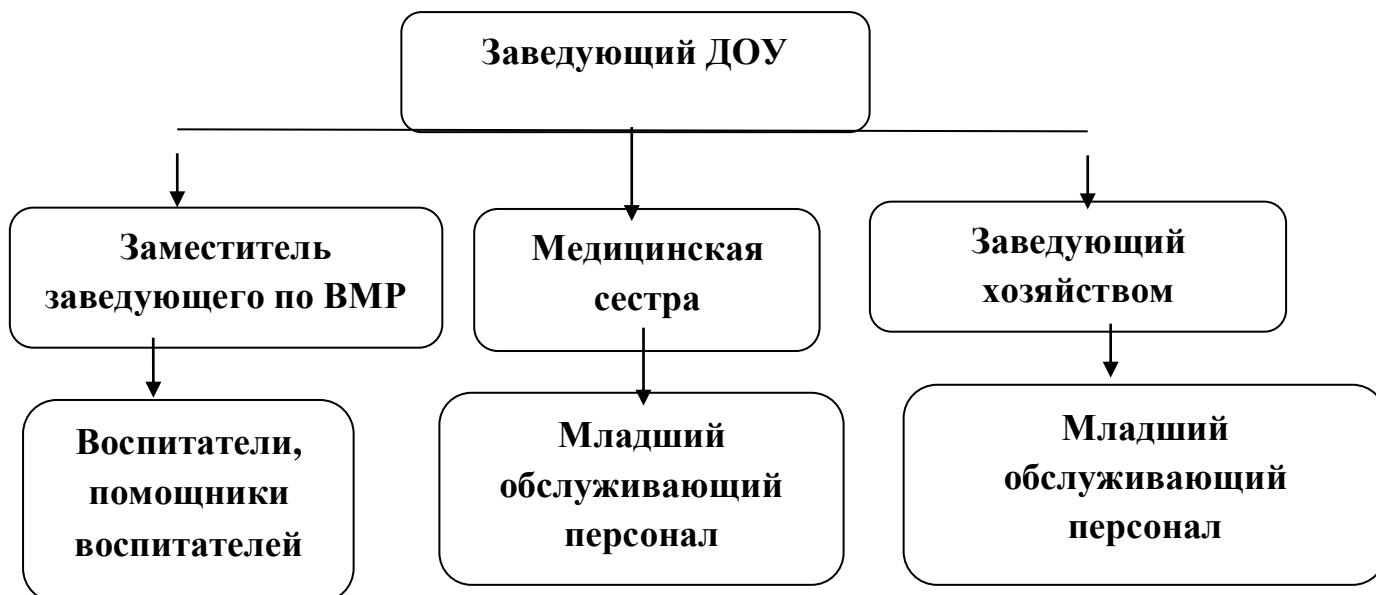 Заведующий ДОУ
Заместитель
заведующего по ВМР
Медицинская
сестра
Заведующий
хозяйством
Воспитатели,
помощники
воспитателей
Младший
обслуживающий
персонал
Младший
обслуживающий
персонал